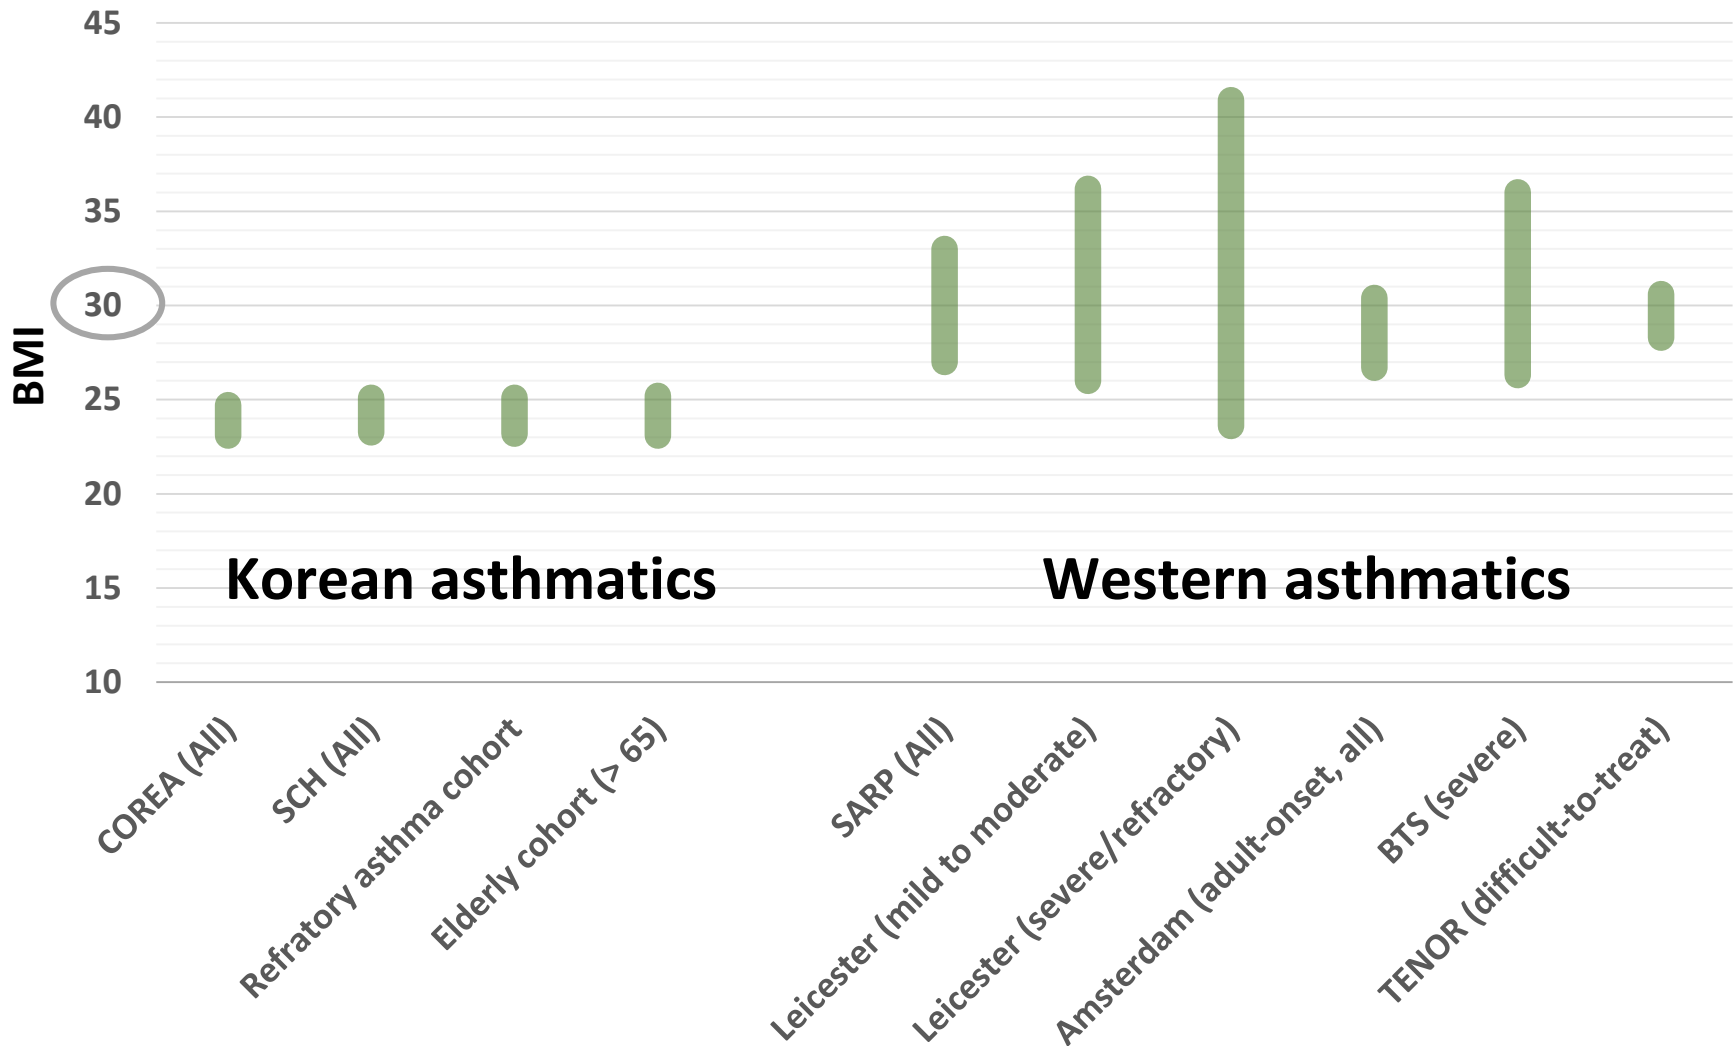 45
40
35
30
25
20
15
10
BMI
Korean asthmatics
Western asthmatics
COREA (All)
SCH (All)
Refratory asthma cohort
Elderly cohort (> 65)
SARP (All)
Leicester (mild to moderate)
Leicester (severe/refractory)
Amsterdam (adult-onset, all)
BTS (severe)
TENOR (difficult-to-treat)